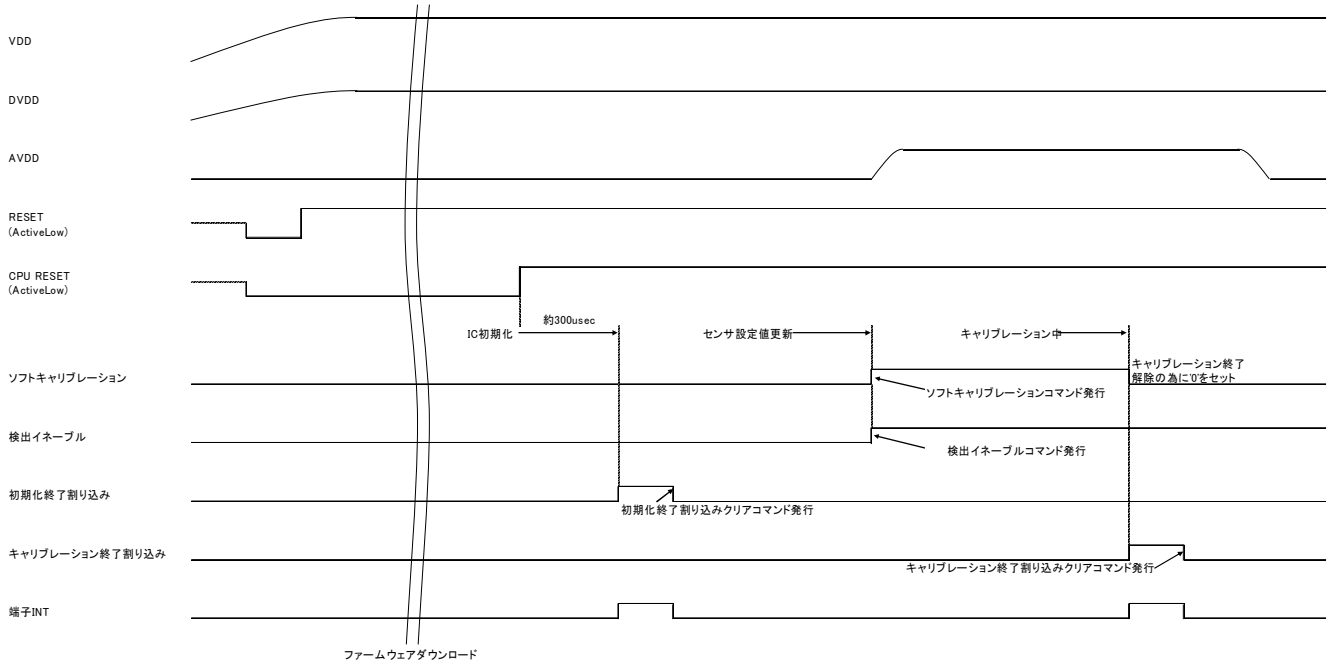 VDD
DVDD
AVDD
RESET
(ActiveLow)
CPU RESET
(ActiveLow)
IC初期化
約300usec
センサ設定値更新
キャリブレーション中
ソフトキャリブレーション
キャリブレーション終了
解除の為に'0'をセット
ソフトキャリブレーションコマンド発行
検出イネーブル
検出イネーブルコマンド発行
初期化終了割り込み
初期化終了割り込みクリアコマンド発行
キャリブレーション終了割り込み
キャリブレーション終了割り込みクリアコマンド発行
端子INT
ファームウェアダウンロード